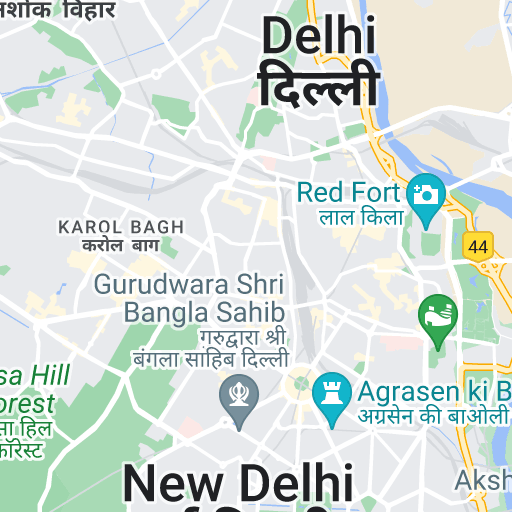 विहार
Delhi
दिल्ली
Red Fort
लाल किला
KAROL BAGH
करोल बाग
44
Gurudwara Shri
Bangla Sahib
गुरुद्वारा श्री
बंगला साहिब दिल्ली
Hill
हिल
Agrasen ki B
अग्रसेन की बाओली
New Delhi
Aksh